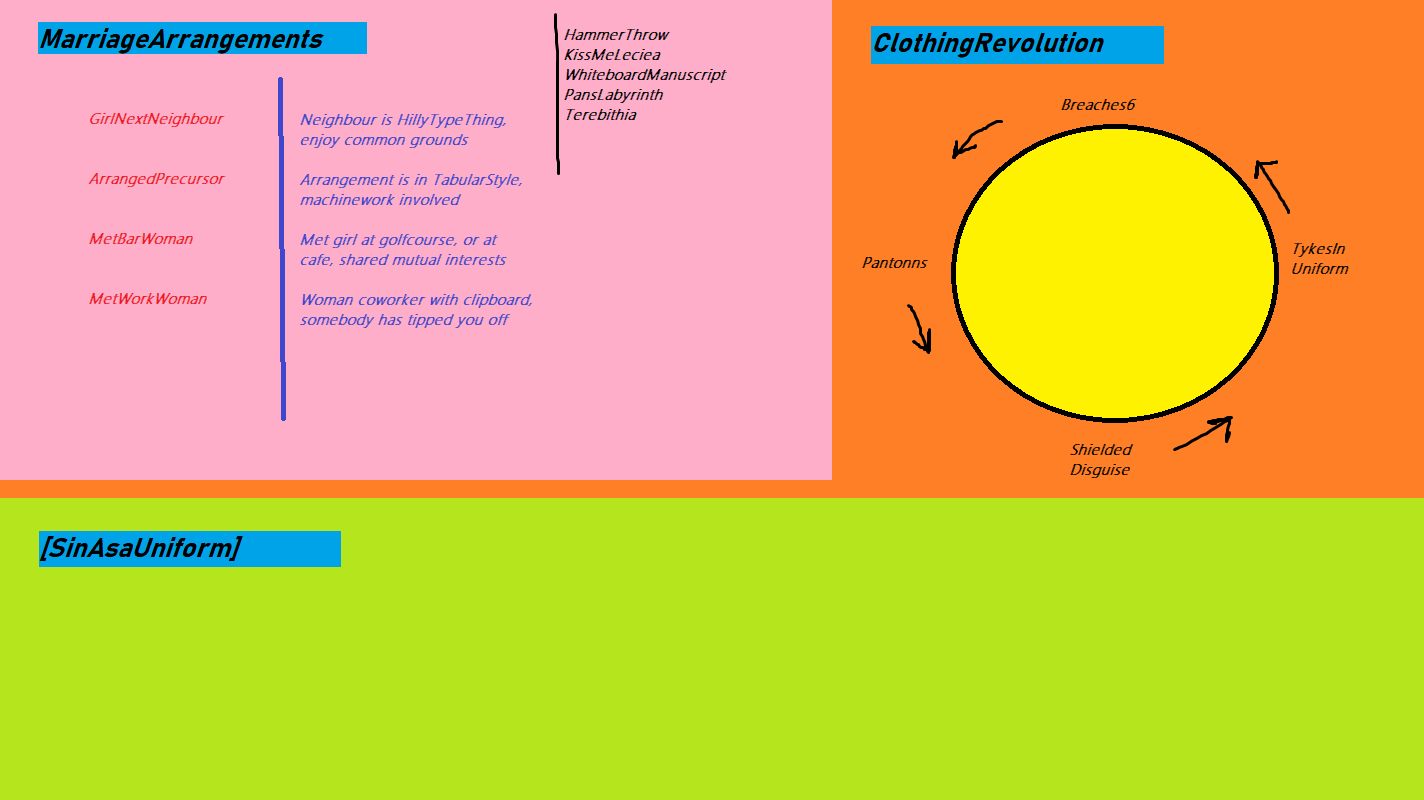 MarriageArrangements
GirlNextNeighbour
Neighbour is HillyTypeThing,
enjoy common grounds
ArrangedPrecursor
Arrangement is in TabularStyle,
machinework involved
MetBarWoman
Met girl at golfcourse, or at
cafe, shared mutual interests
MetWorkWoman
Woman coworker with clipboard,
somebody has tipped you off
HammerThrow
KissMeLeciea
WhiteboardManuscript
PansLabyrinth
Terebithia
ClothingRevolution
Breaches6
Pantonns
TykesIn
Uniform
Shielded
Disguise
[SinAsaUniform]